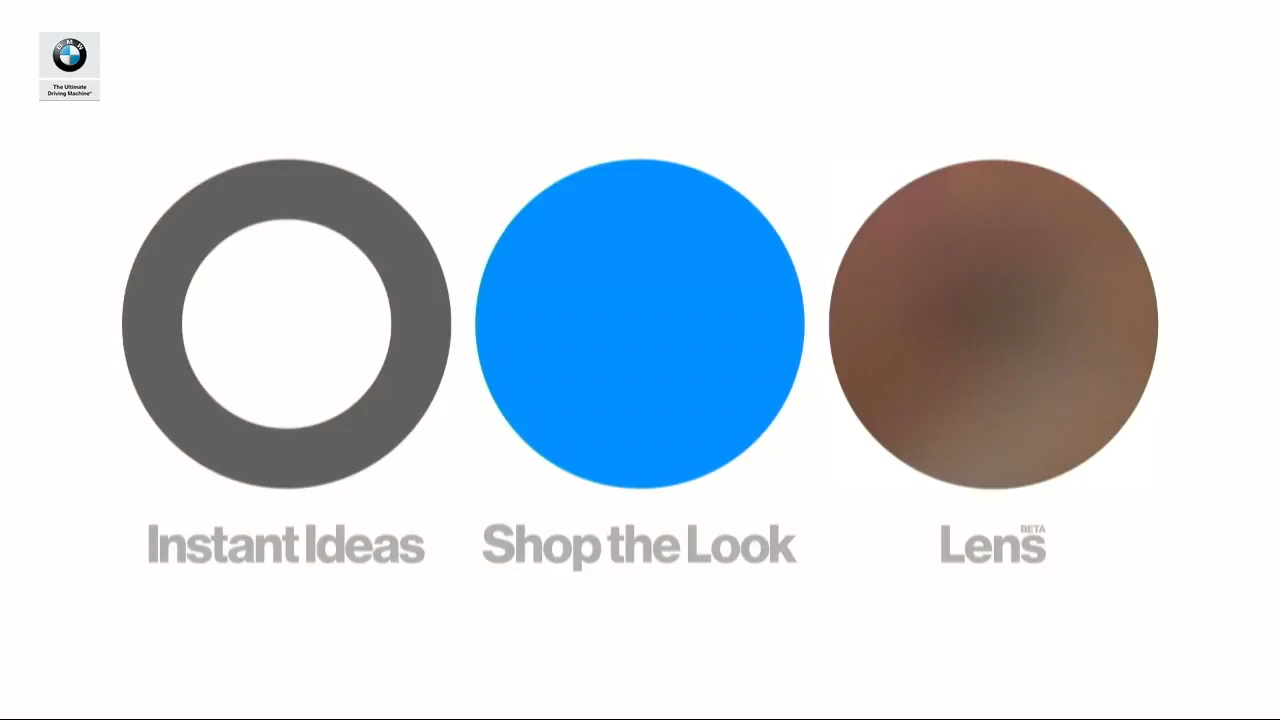 BMW
The Ultimate
Driving Machine®
Instant Ideas
Shop the Look
Lens BETA